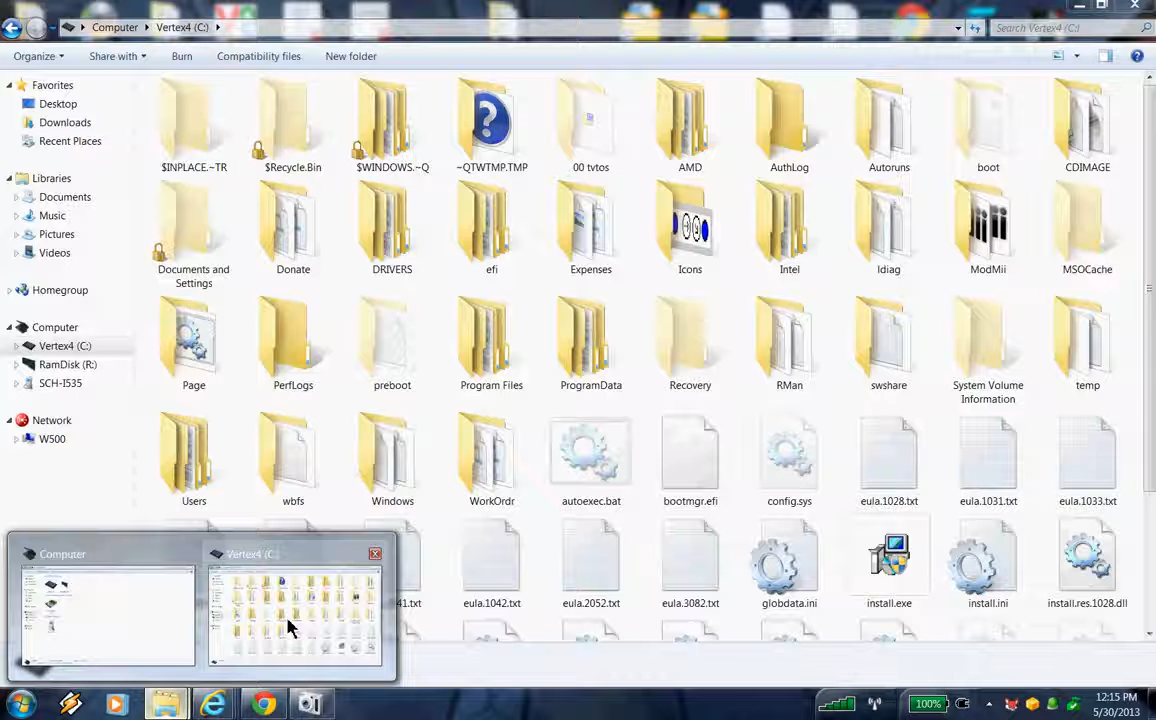 Computer Vertex4 (C:) Search Vertex4 (C:)
Organize Share with Burn Compatibility files New folder
Favorites
Desktop
Downloads
Recent Places
Libraries
Documents
Music
Pictures
Videos
Homegroup
Computer
Vertex4 (C:)
RamDisk (R:)
SCH-I535
Network
W500
$INPLACE.~TR $Recycle.Bin $WINDOWS.~Q ~QTWTMP.TMP 00 tvtos AMD AuthLog Autoruns boot CDIMAGE
Documents and Donate DRIVERS efi Expenses Icons Intel ldiag ModMii MSOCache
Settings
Page PerfLogs preboot Program Files ProgramData Recovery RMan swshare System Volume temp
Information
Users wbfs Windows WorkOrdr autoexec.bat bootmgr.efi config.sys eula.1028.txt eula.1031.txt eula.1033.txt
41.txt eula.1042.txt eula.2052.txt eula.3082.txt globdata.ini install.exe install.ini install.res.1028.dll
Computer Vertex4 (C:)
100% 12:15 PM
5/30/2013